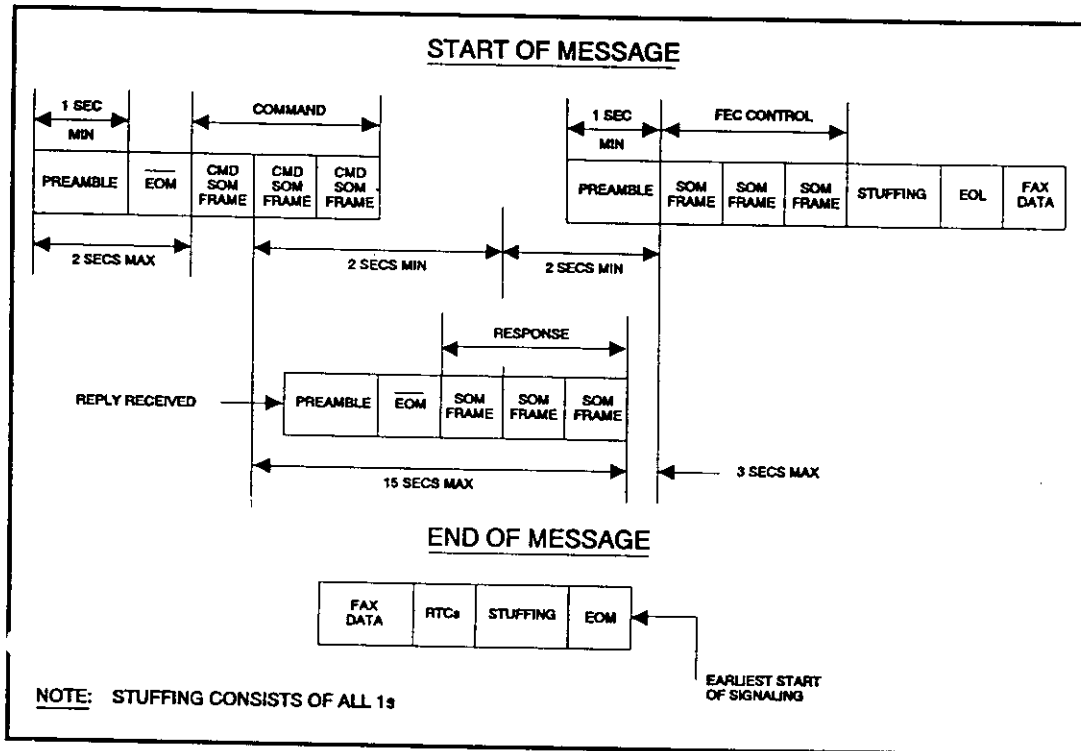 START OF MESSAGE
1 SEC
MIN
COMMAND
1 SEC
MIN
FEC CONTROL
PREAMBLE
EOM
CMD
SOM
FRAME
CMD
SOM
FRAME
CMD
SOM
FRAME
PREAMBLE
SOM
FRAME
SOM
FRAME
SOM
FRAME
STUFFING
EOL
FAX
DATA
2 SECS MAX
2 SECS MIN
2 SECS MIN
RESPONSE
REPLY RECEIVED
PREAMBLE
EOM
SOM
FRAME
SOM
FRAME
SOM
FRAME
15 SECS MAX
3 SECS MAX
END OF MESSAGE
FAX
DATA
RTCs
STUFFING
EOM
EARLIEST START
OF SIGNALING
NOTE: STUFFING CONSISTS OF ALL 1s